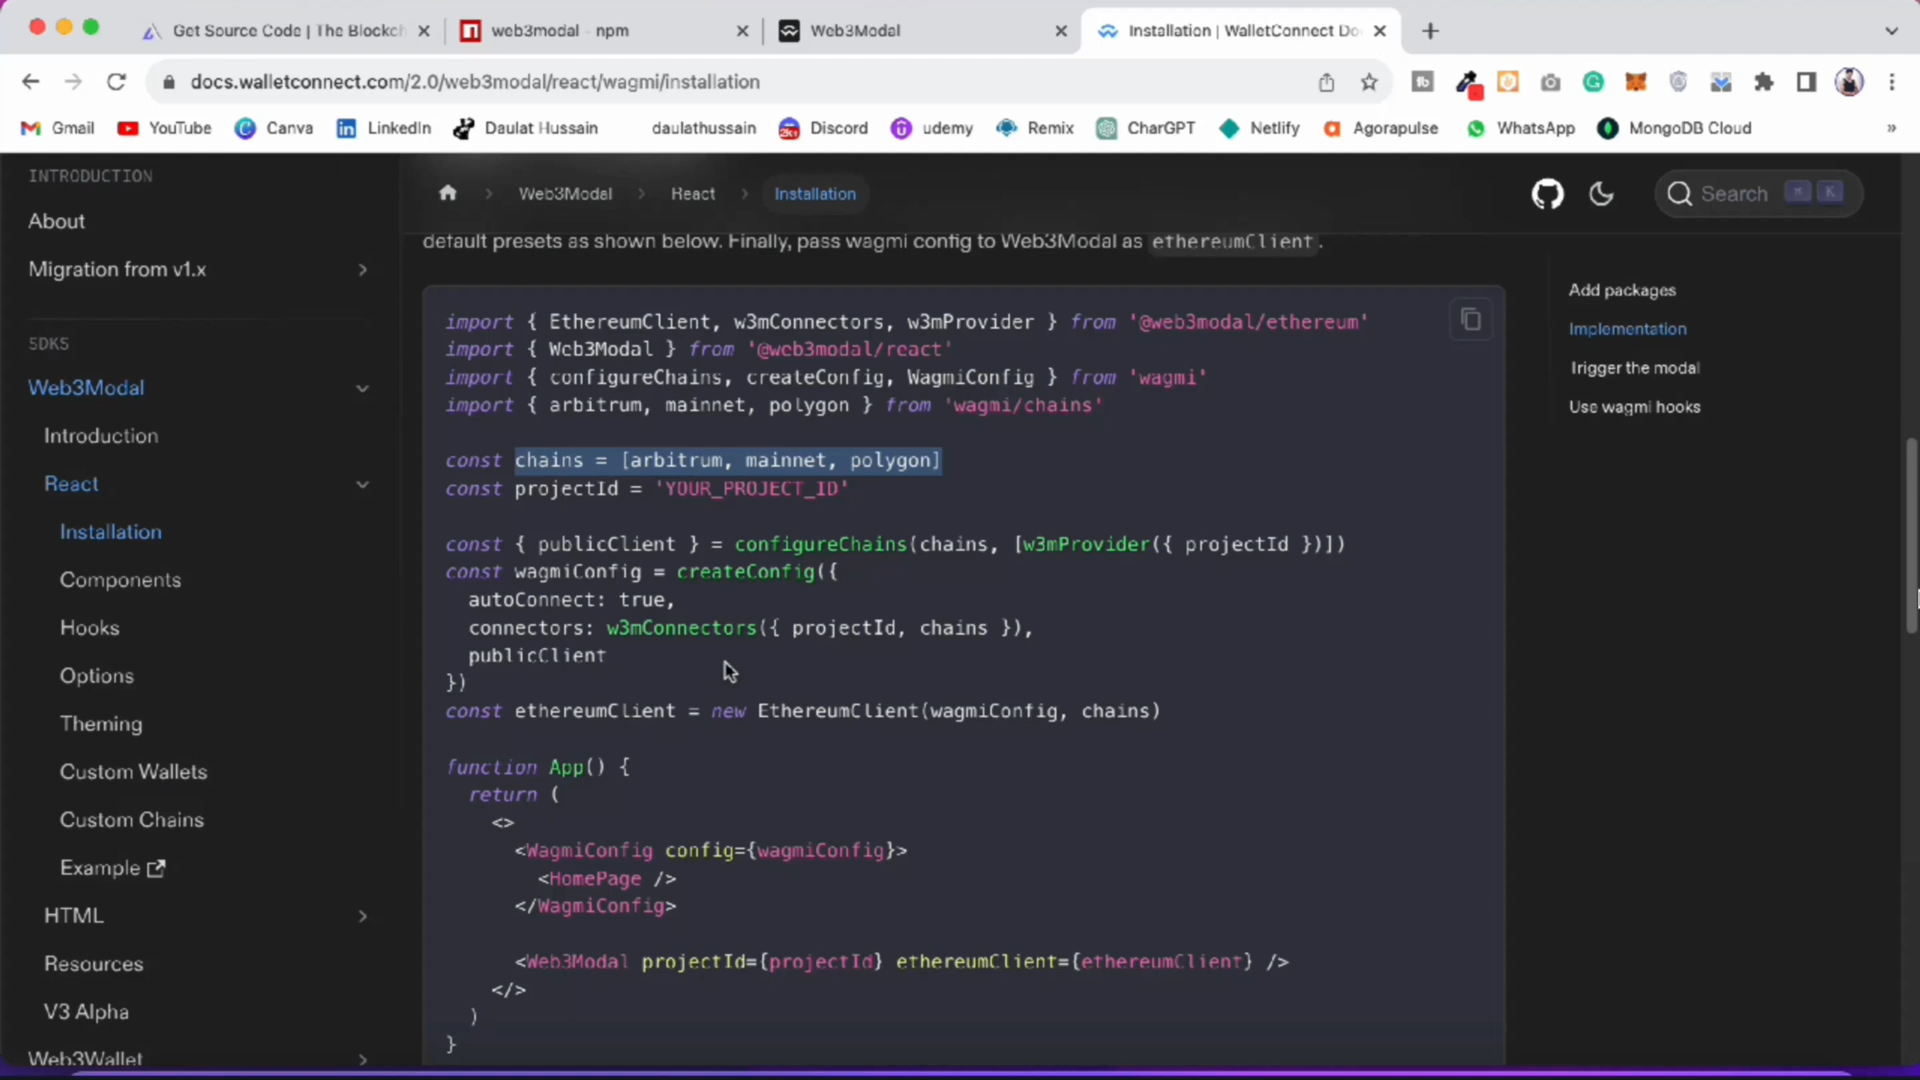 Get Source Code | The Blockch
web3modal - npm
Web3Modal
Installation | WalletConnect Do
docs.walletconnect.com/2.0/web3modal/react/wagmi/installation
Gmail
YouTube
Canva
LinkedIn
Daulat Hussain
daulathussain
Discord
udemy
Remix
CharGPT
Netlify
Agorapulse
WhatsApp
MongoDB Cloud
»
INTRODUCTION
About
Migration from v1.x
SDKS
Web3Modal
Introduction
React
Installation
Components
Hooks
Options
Theming
Custom Wallets
Custom Chains
Example
HTML
Resources
V3 Alpha
Web3Wallet
Web3Modal
React
Installation
Search
K
default presets as shown below. Finally, pass wagmi config to Web3Modal as ethereumClient.
import { EthereumClient, w3mConnectors, w3mProvider } from '@web3modal/ethereum'
import { Web3Modal } from '@web3modal/react'
import { configureChains, createConfig, WagmiConfig } from 'wagmi'
import { arbitrum, mainnet, polygon } from 'wagmi/chains'
const chains = [arbitrum, mainnet, polygon]
const projectId = 'YOUR_PROJECT_ID'
const { publicClient } = configureChains(chains, [w3mProvider({ projectId })])
const wagmiConfig = createConfig({
autoConnect: true,
connectors: w3mConnectors({ projectId, chains }),
publicClient
})
const ethereumClient = new EthereumClient(wagmiConfig, chains)
function App() {
return (
<>
<WagmiConfig config={wagmiConfig}>
<HomePage />
</WagmiConfig>
<Web3Modal projectId={projectId} ethereumClient={ethereumClient} />
</>
)
}
Add packages
Implementation
Trigger the modal
Use wagmi hooks